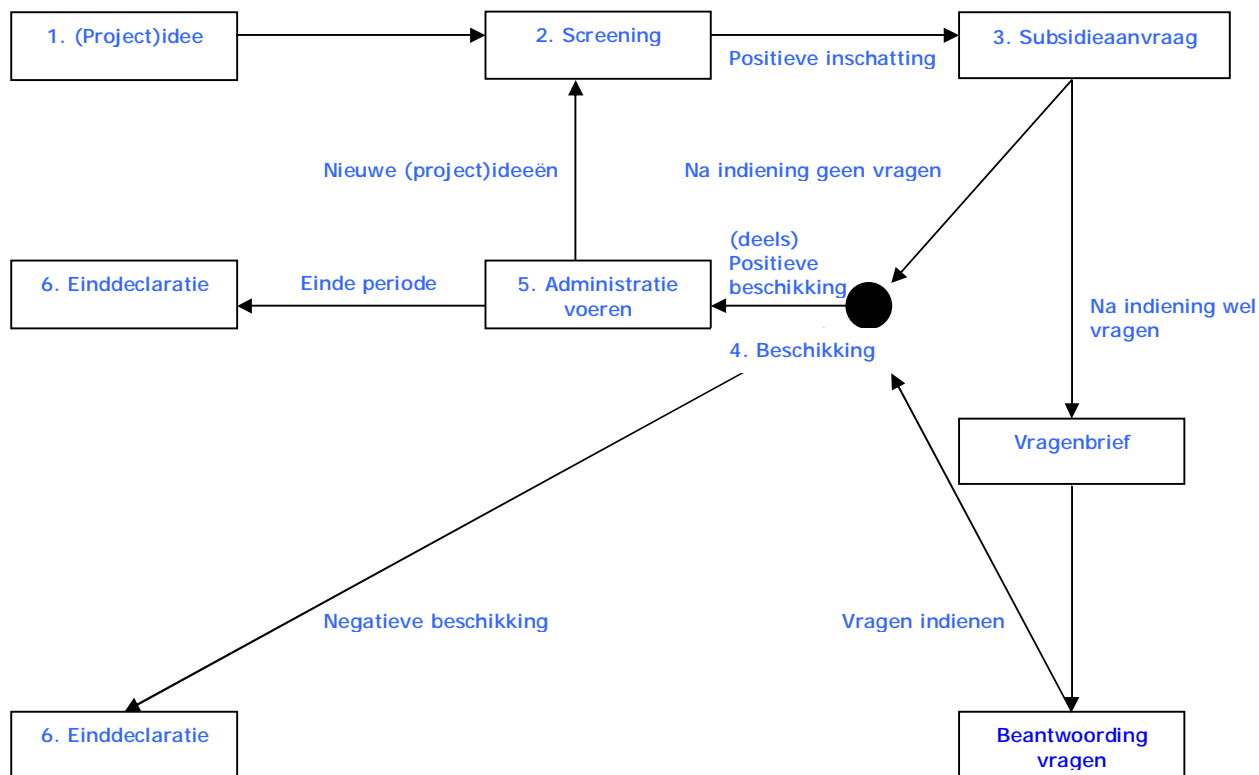 1. (Project)idee
2. Screening
3. Subsidieaanvraag
Positieve inschatting
Nieuwe (project)ideeën
Na indiening geen vragen
(deels)
Positieve
beschikking
6. Einddeclaratie
Einde periode
5. Administratie
voeren
Na indiening wel
vragen
4. Beschikking
Vragenbrief
Negatieve beschikking
Vragen indienen
6. Einddeclaratie
Beantwoording
vragen